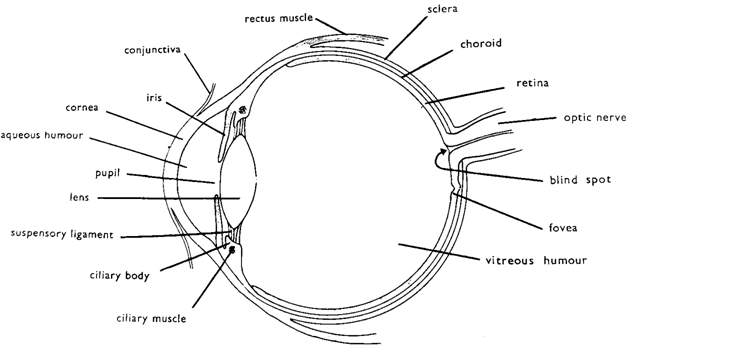 rectus muscle
sclera
choroid
retina
optic nerve
blind spot
fovea
vitreous humour
conjunctiva
iris
cornea
aqueous humour
pupil
lens
suspensory ligament
ciliary body
ciliary muscle